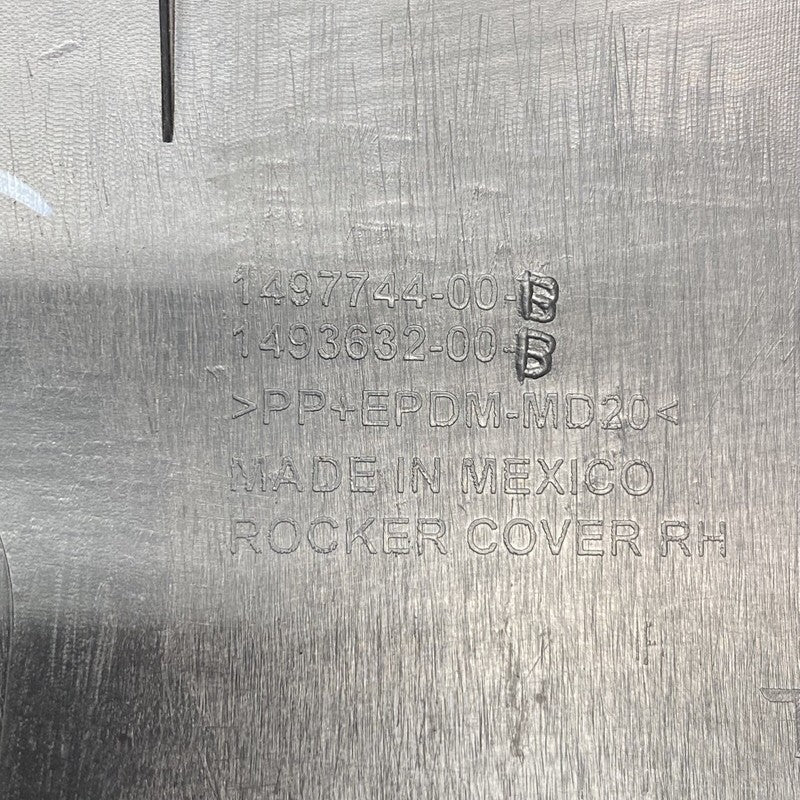 1497744-00-B
1493632-00-B
>PP+EPDM-MD20<
MADE IN MEXICO
ROCKER COVER RH